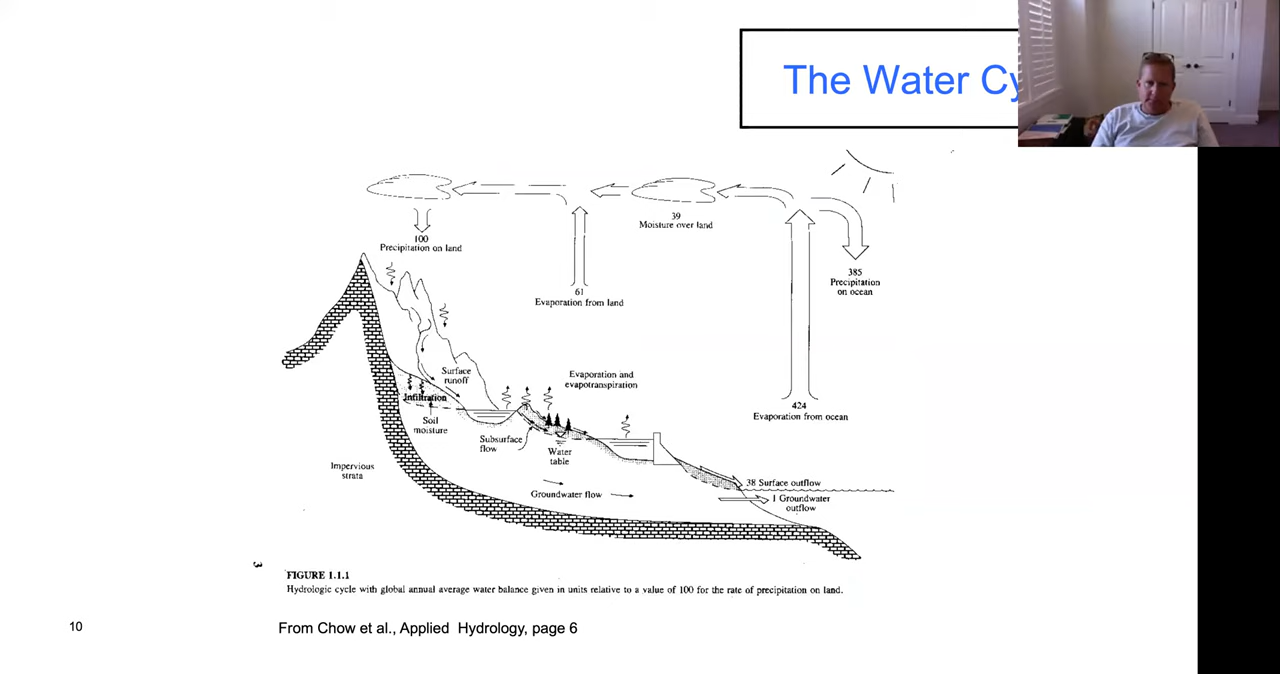 The Water Cy
39
Moisture over land
100
Precipitation on land
385
Precipitation
on ocean
61
Evaporation from land
Surface
runoff
Evaporation and
evapotranspiration
Infiltration
424
Evaporation from ocean
Soil
moisture
Subsurface
flow
Water
table
Impervious
strata
38 Surface outflow
Groundwater flow
1 Groundwater
outflow
3
FIGURE 1.1.1
Hydrologic cycle with global annual average water balance given in units relative to a value of 100 for the rate of precipitation on land.
10
From Chow et al., Applied Hydrology, page 6